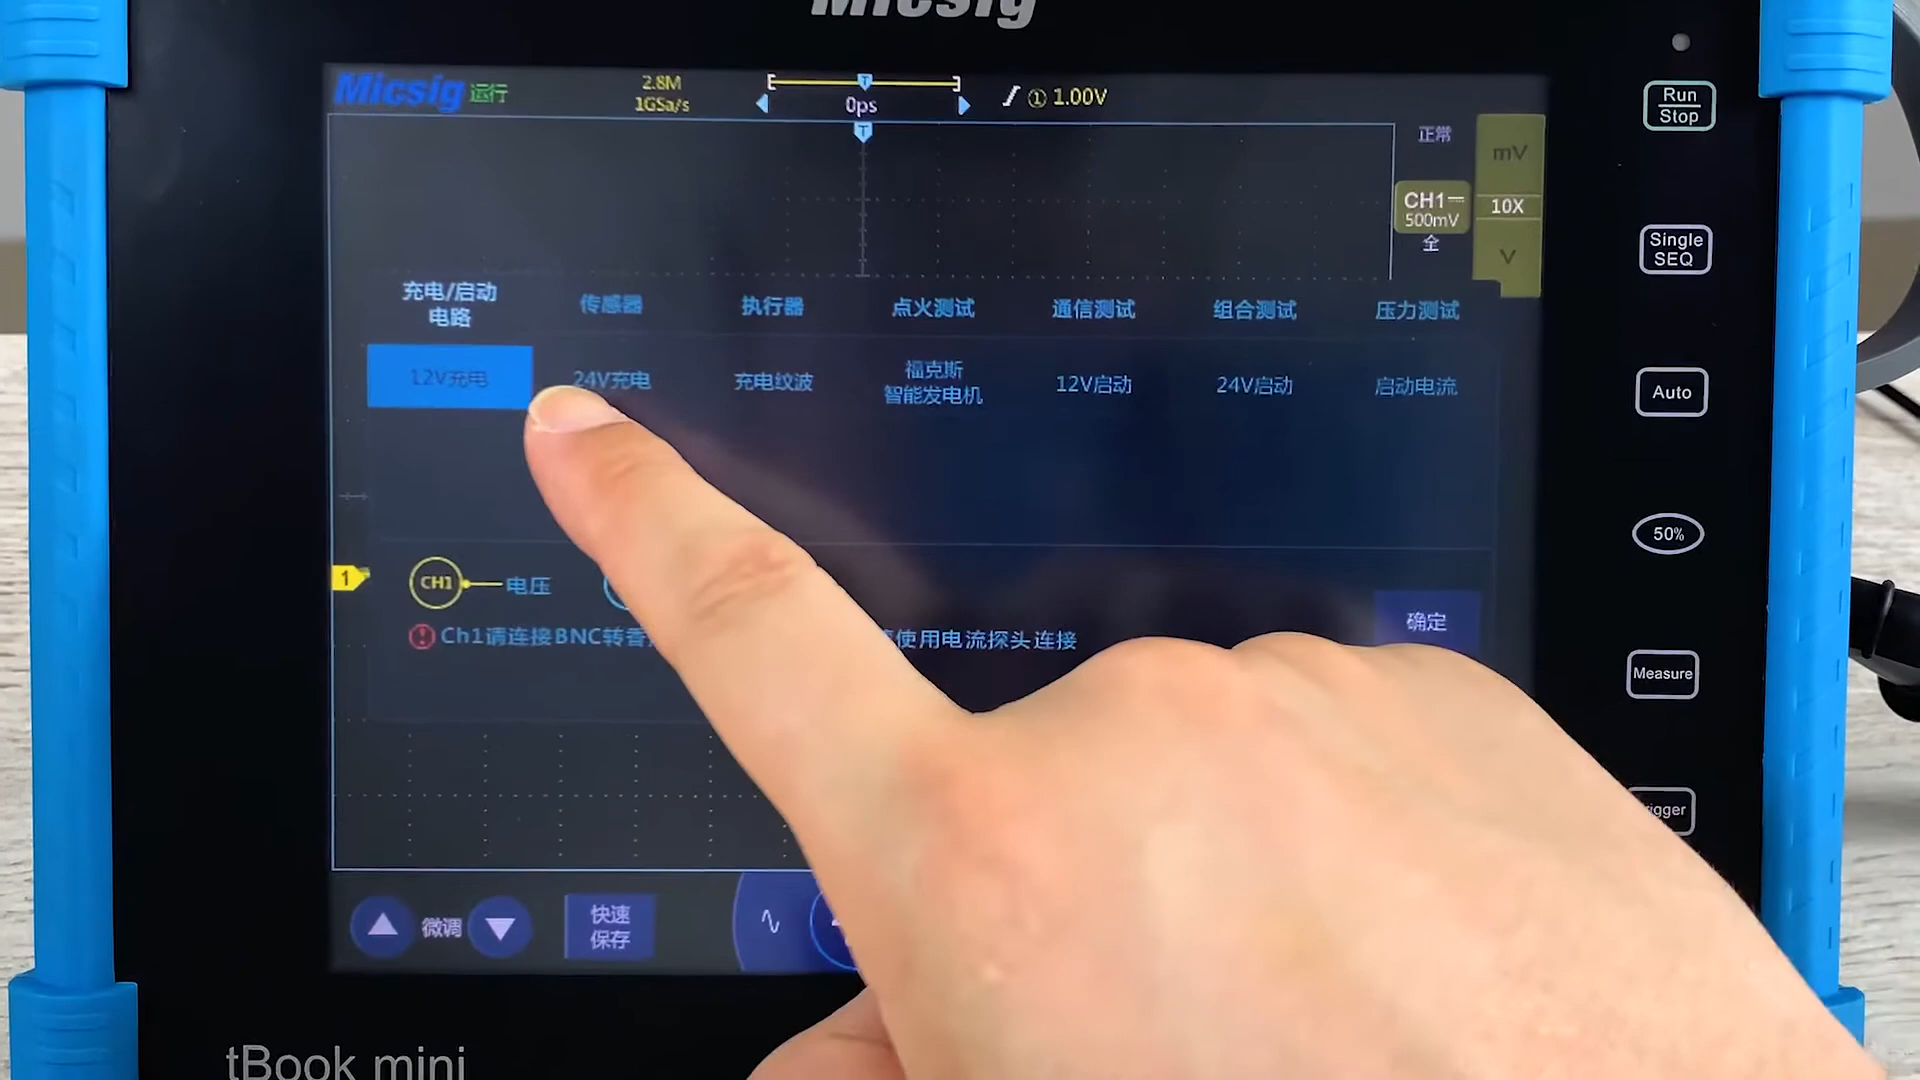 Micsig
Micsig 运行
2.8M
1GSa/s
T
0ps
① 1.00V
T
正常
CH1
500mV
全
mV
10X
V
Run
Stop
Single
SEQ
Auto
50%
Measure
充电/启动
电路
传感器
执行器
点火测试
通信测试
组合测试
压力测试
12V充电
24V充电
充电纹波
福克斯
智能发电机
12V启动
24V启动
启动电流
1
CH1
电压
Ch1请连接BNC转香
使用电流探头连接
确定
微调
快速
保存
tBook mini